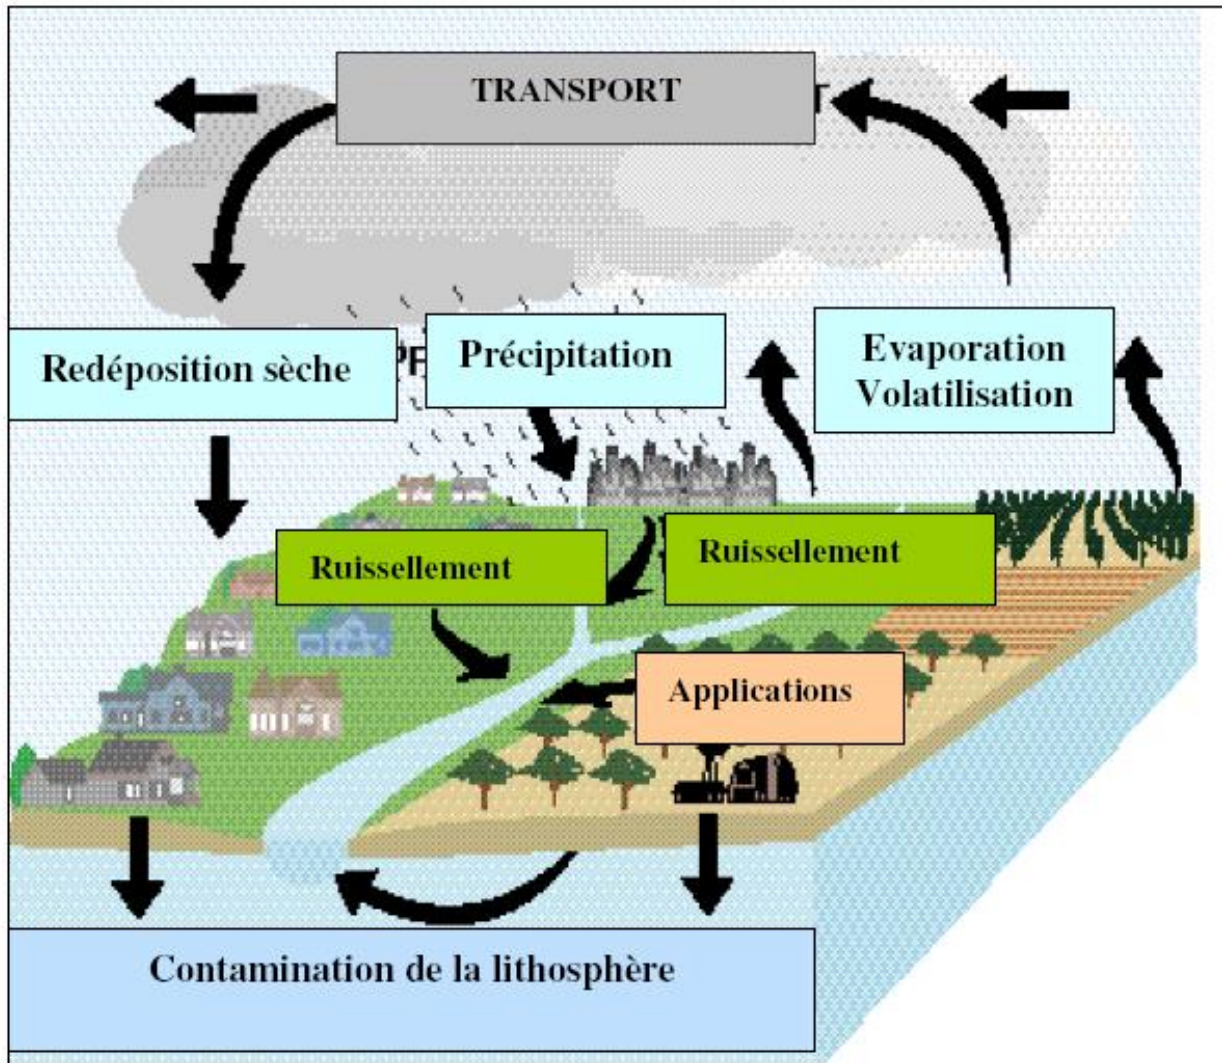 TRANSPORT
Redéposition sèche
Précipitation
Evaporation
Volatilisation
Ruissellement
Ruissellement
Applications
Contamination de la lithosphère